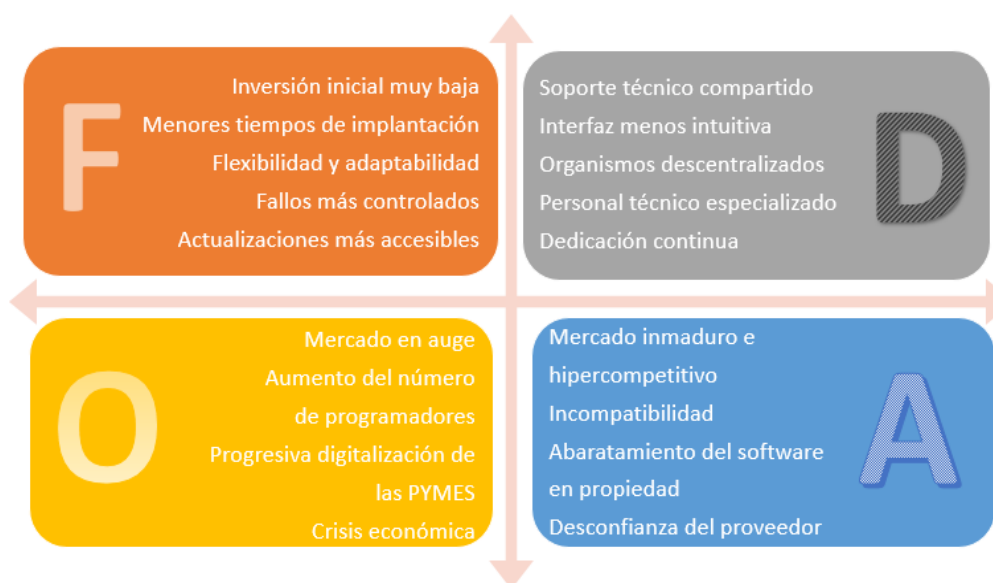 F
Inversión inicial muy baja
Menores tiempos de implantación
Flexibilidad y adaptabilidad
Fallos más controlados
Actualizaciones más accesibles
D
Soporte técnico compartido
Interfaz menos intuitiva
Organismos descentralizados
Personal técnico especializado
Dedicación continua
O
Mercado en auge
Aumento del número
de programadores
Progresiva digitalización de
las PYMES
Crisis económica
A
Mercado inmaduro e
hipercompetitivo
Incompatibilidad
Abaratamiento del software
en propiedad
Desconfianza del proveedor